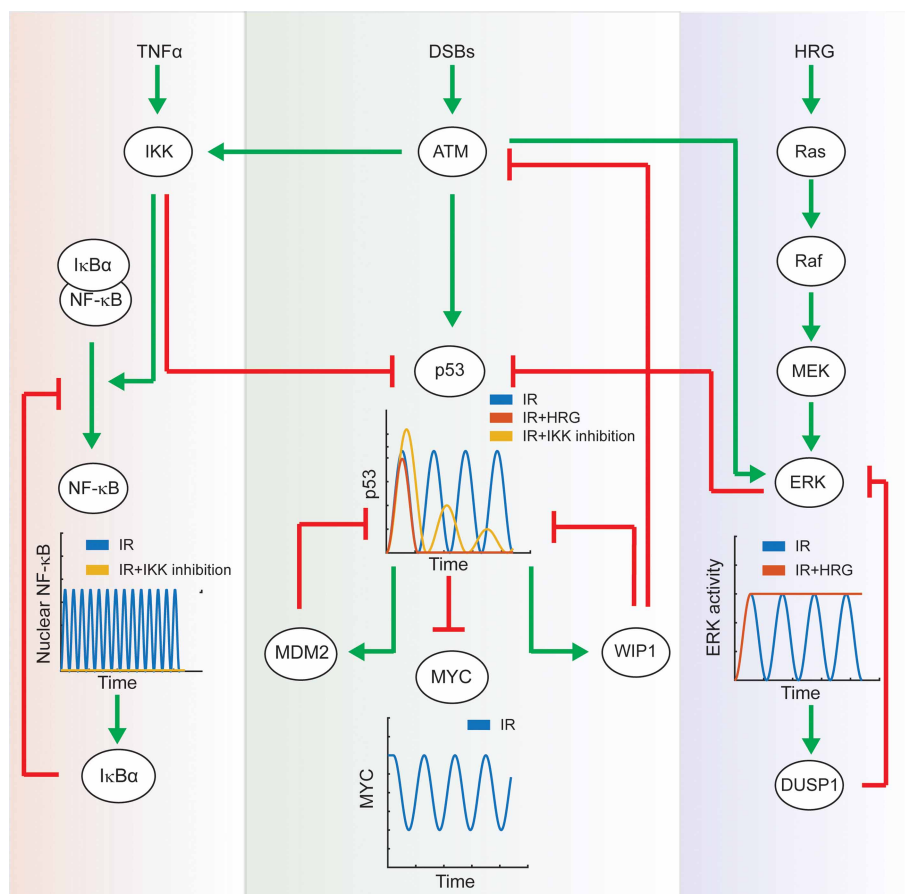 TNFα
DSBs
HRG
IKK
ATM
Ras
IκBα
NF-κB
Raf
p53
MEK
IR
IR+HRG
IR+IKK inhibition
p53
Time
NF-κB
ERK
IR
IR+IKK inhibition
Nuclear NF-κB
Time
IR
IR+HRG
ERK activity
Time
MDM2
MYC
WIP1
IR
MYC
Time
IκBα
DUSP1